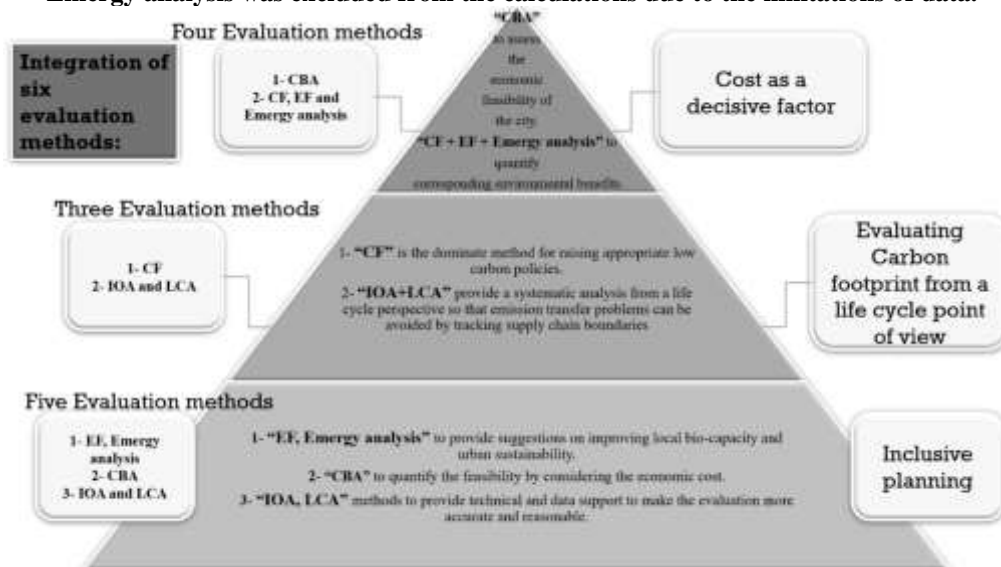 Emergy analysis was excluded from the calculations due to the limitations of data.
Four Evaluation methods
Integration of
six
evaluation
methods:
1- CBA
2- CF, EF and
Emergy analysis
"CBA"
to assess
the
economic
feasibility of
the city.
"CF + EF + Emergy analysis" to
quantify
corresponding environmental benefits.
Cost as a
decisive factor
Three Evaluation methods
1- CF
2- IOA and LCA
1- "CF" is the dominate method for raising appropriate low
carbon policies.
2- "IOA+LCA" provide a systematic analysis from a life
cycle perspective so that emission transfer problems can be
avoided by tracking supply chain boundaries
Evaluating
Carbon
footprint from a
life cycle point
of view
Five Evaluation methods
1- EF, Emergy
analysis
2- CBA
3- IOA and LCA
1- "EF, Emergy analysis" to provide suggestions on improving local bio-capacity and
urban sustainability.
2- "CBA" to quantify the feasibility by considering the economic cost.
3- "IOA, LCA" methods to provide technical and data support to make the evaluation more
accurate and reasonable.
Inclusive
planning